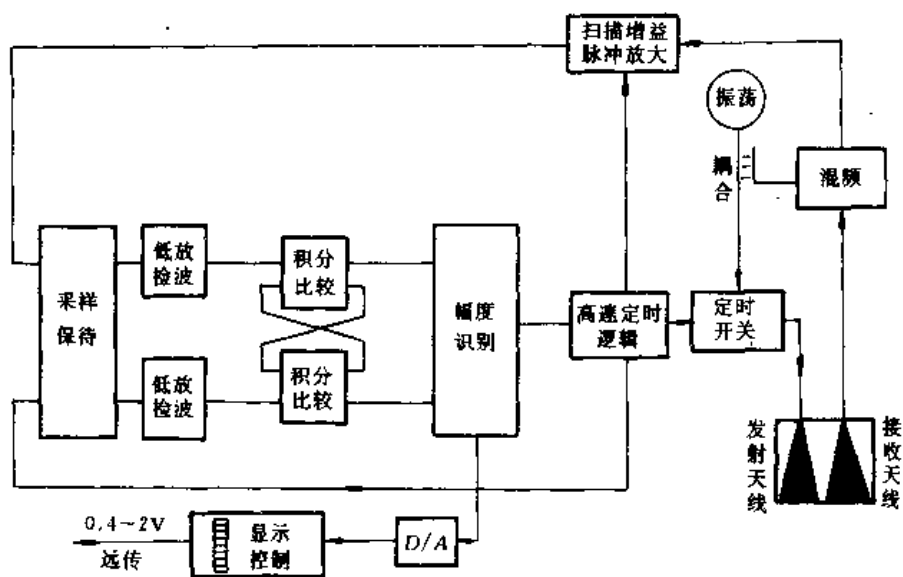 扫描增益
脉冲放大
振荡
耦合
混频
采样
保待
低放
检波
积分
比较
幅度
识别
高速定时
逻辑
定时
开关
低放
检波
积分
比较
发射天线
接收天线
0.4~2V
远传
显示
控制
D/A